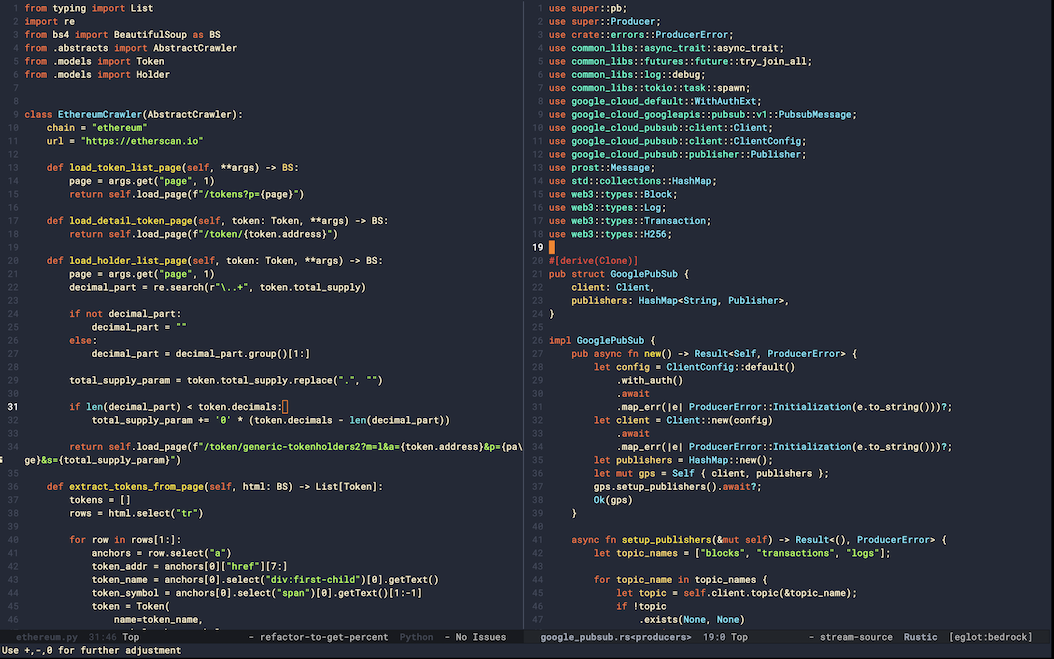 1 from typing import List
2 import re
3 from bs4 import BeautifulSoup as BS
4 from .abstracts import AbstractCrawler
5 from .models import Token
6 from .models import Holder
7
8
9 class EthereumCrawler(AbstractCrawler):
10     chain = "ethereum"
11     url = "https://etherscan.io"
12
13     def load_token_list_page(self, **args) -> BS:
14         page = args.get("page", 1)
15         return self.load_page(f"/tokens?p={page}")
16
17     def load_detail_token_page(self, token: Token, **args) -> BS:
18         return self.load_page(f"/token/{token.address}")
19
20     def load_holder_list_page(self, token: Token, **args) -> BS:
21         page = args.get("page", 1)
22         decimal_part = re.search(r"\..+", token.total_supply)
23
24         if not decimal_part:
25             decimal_part = ""
26         else:
27             decimal_part = decimal_part.group()[1:]
28
29         total_supply_param = token.total_supply.replace(".", "")
30
31         if len(decimal_part) < token.decimals:
32             total_supply_param += '0' * (token.decimals - len(decimal_part))
33
34         return self.load_page(f"/token/generic-tokenholders2?m=l&a={token.address}&p={pa\
ge}&s={total_supply_param}")
35
36     def extract_tokens_from_page(self, html: BS) -> List[Token]:
37         tokens = []
38         rows = html.select("tr")
39
40         for row in rows[1:]:
41             anchors = row.select("a")
42             token_addr = anchors[0]["href"][7:]
43             token_name = anchors[0].select("div:first-child")[0].getText()
44             token_symbol = anchors[0].select("span")[0].getText()[1:-1]
45             token = Token(
46                 name=token_name,
ethereum.py 31:46 Top - refactor-to-get-percent Python - No Issues
1 use super::pb;
2 use super::Producer;
3 use crate::errors::ProducerError;
4 use common_libs::async_trait::async_trait;
5 use common_libs::futures::future::try_join_all;
6 use common_libs::log::debug;
7 use common_libs::tokio::task::spawn;
8 use google_cloud_default::WithAuthExt;
9 use google_cloud_googleapis::pubsub::v1::PubsubMessage;
10 use google_cloud_pubsub::client::Client;
11 use google_cloud_pubsub::client::ClientConfig;
12 use google_cloud_pubsub::publisher::Publisher;
13 use prost::Message;
14 use std::collections::HashMap;
15 use web3::types::Block;
16 use web3::types::Log;
17 use web3::types::Transaction;
18 use web3::types::H256;
19
20 #[derive(Clone)]
21 pub struct GooglePubSub {
22     client: Client,
23     publishers: HashMap<String, Publisher>,
24 }
25
26 impl GooglePubSub {
27     pub async fn new() -> Result<Self, ProducerError> {
28         let config = ClientConfig::default()
29             .with_auth()
30             .await
31             .map_err(|e| ProducerError::Initialization(e.to_string()))?;
32         let client = Client::new(config)
33             .await
34             .map_err(|e| ProducerError::Initialization(e.to_string()))?;
35         let publishers = HashMap::new();
36         let mut gps = Self { client, publishers };
37         gps.setup_publishers().await?;
38         Ok(gps)
39     }
40
41     async fn setup_publishers(&mut self) -> Result<(), ProducerError> {
42         let topic_names = ["blocks", "transactions", "logs"];
43
44         for topic_name in topic_names {
45             let topic = self.client.topic(&topic_name);
46             if !topic
47                 .exists(None, None)
google_pubsub.rs<producers> 19:0 Top - stream-source Rustic [eglot:bedrock]
Use +,-,0 for further adjustment